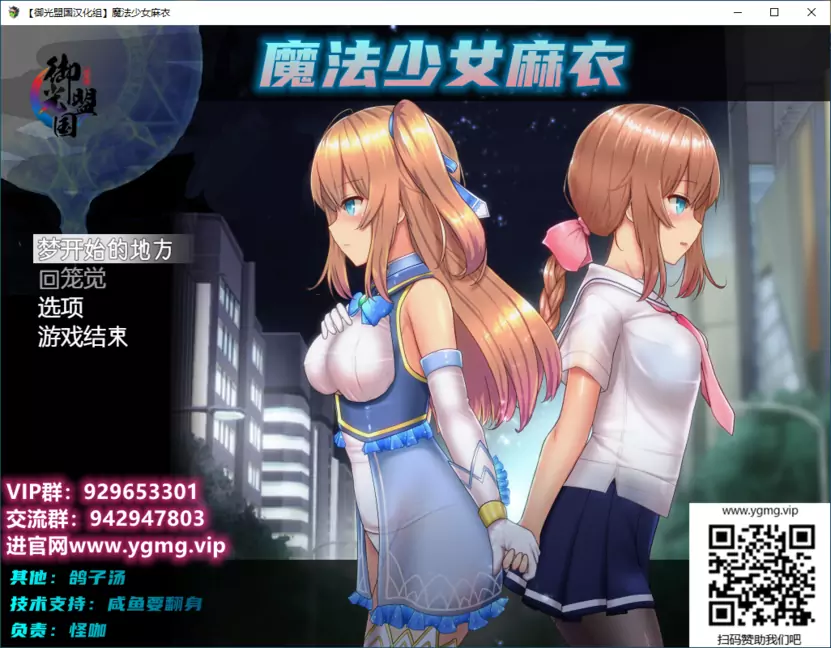 【御光盟国汉化组】魔法少女麻衣
御光盟国
魔法少女麻衣
梦开始的地方
回笼觉
选项
游戏结束
VIP群：929653301
交流群：942947803
进官网www.ygmg.vip
其他：鸽子汤
技术支持：咸鱼要翻身
负责：怪咖
www.ygmg.vip
扫码赞助我们吧